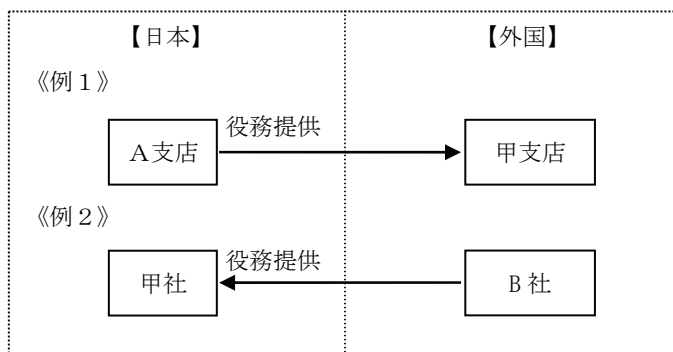 【日本】 【外国】
《例１》
役務提供
Ａ支店 甲支店
《例２》
役務提供
甲社 Ｂ社